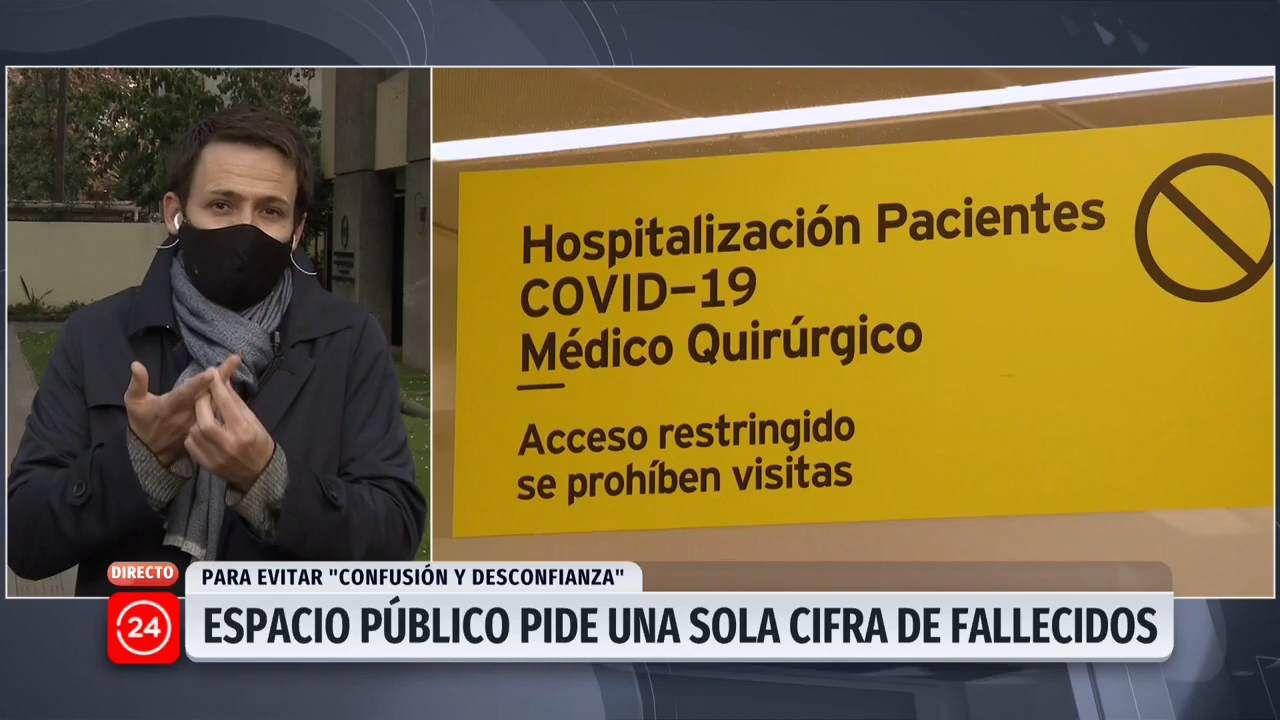 Hospitalización Pacientes
COVID-19
Médico Quirúrgico
Acceso restringido
se prohíben visitas
DIRECTO
PARA EVITAR "CONFUSIÓN Y DESCONFIANZA"
24
ESPACIO PÚBLICO PIDE UNA SOLA CIFRA DE FALLECIDOS